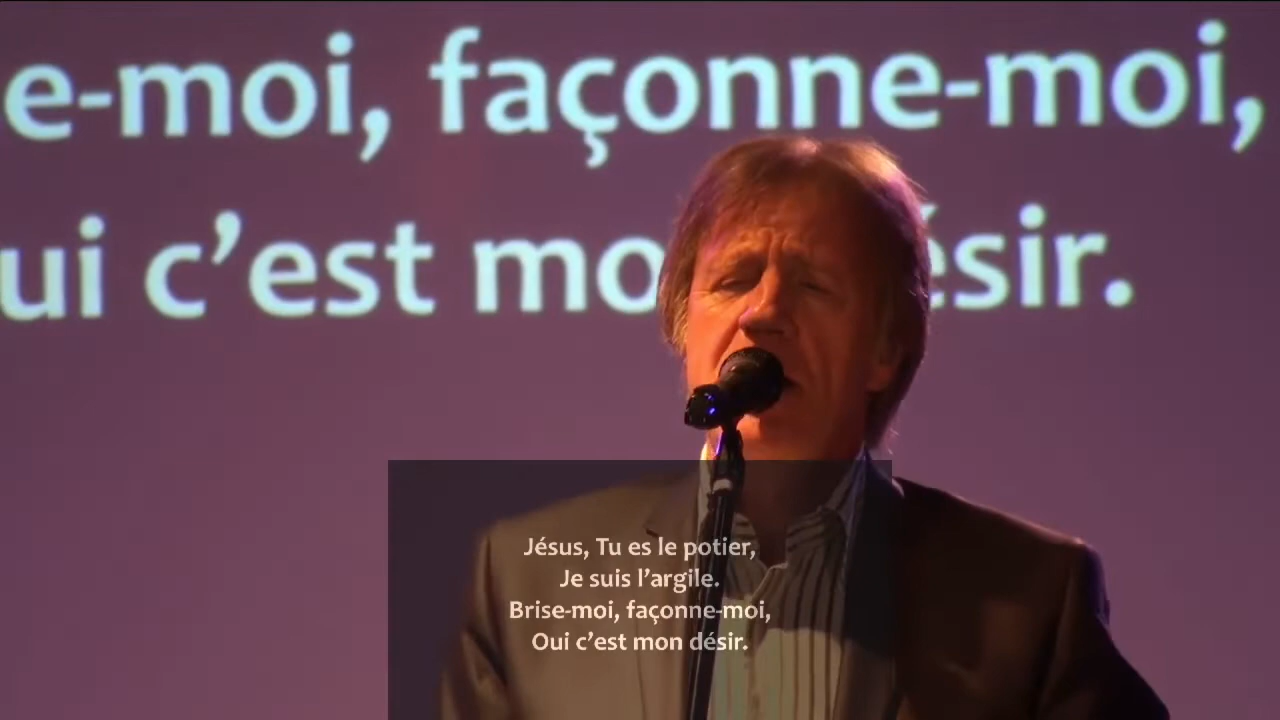 e-moi, façonne-moi,
ui c'est mo ésir.
Jésus, Tu es le potier,
Je suis l'argile.
Brise-moi, façonne-moi,
Oui c'est mon désir.